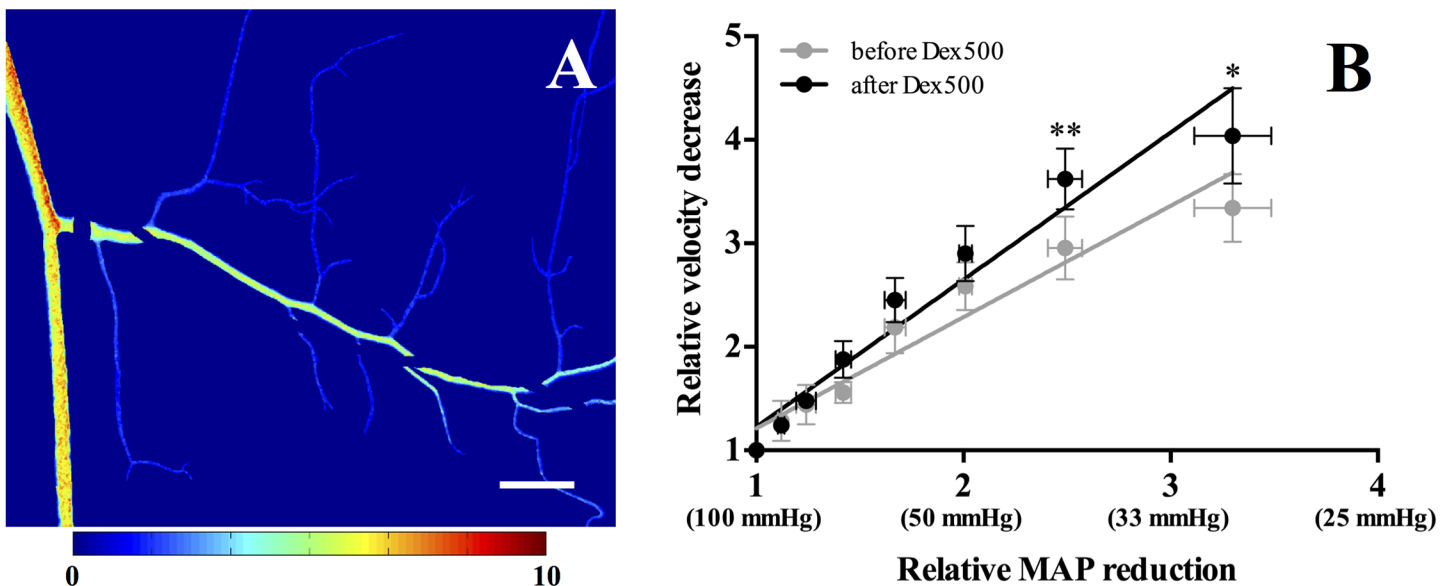 A
0
10
B
before Dex500
after Dex500
Relative velocity decrease
5
4
3
2
1
**
*
1
2
3
4
(100 mmHg)
(50 mmHg)
(33 mmHg)
(25 mmHg)
Relative MAP reduction